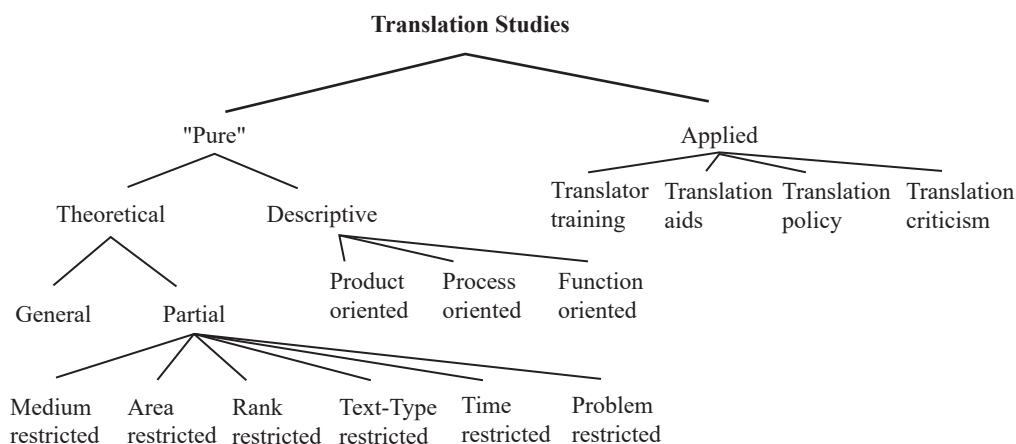 Translation Studies
"Pure"
Applied
Translator training
Translation aids
Translation policy
Translation criticism
Theoretical
Descriptive
Product oriented
Process oriented
Function oriented
General
Partial
Medium restricted
Area restricted
Rank restricted
Text-Type restricted
Time restricted
Problem restricted